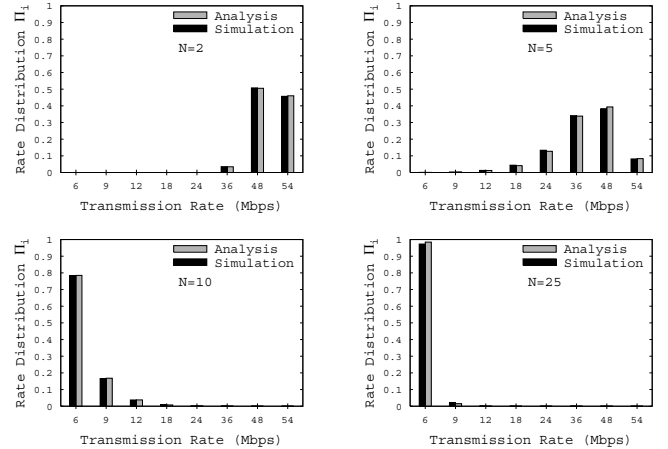 Rate Distribution Π_i
1
0.9
0.8
0.7
0.6
0.5
0.4
0.3
0.2
0.1
0
Analysis
Simulation
N=2
6 9 12 18 24 36 48 54
Transmission Rate (Mbps)
Rate Distribution Π_i
1
0.9
0.8
0.7
0.6
0.5
0.4
0.3
0.2
0.1
0
Analysis
Simulation
N=5
6 9 12 18 24 36 48 54
Transmission Rate (Mbps)
Rate Distribution Π_i
1
0.9
0.8
0.7
0.6
0.5
0.4
0.3
0.2
0.1
0
Analysis
Simulation
N=10
6 9 12 18 24 36 48 54
Transmission Rate (Mbps)
Rate Distribution Π_i
1
0.9
0.8
0.7
0.6
0.5
0.4
0.3
0.2
0.1
0
Analysis
Simulation
N=25
6 9 12 18 24 36 48 54
Transmission Rate (Mbps)